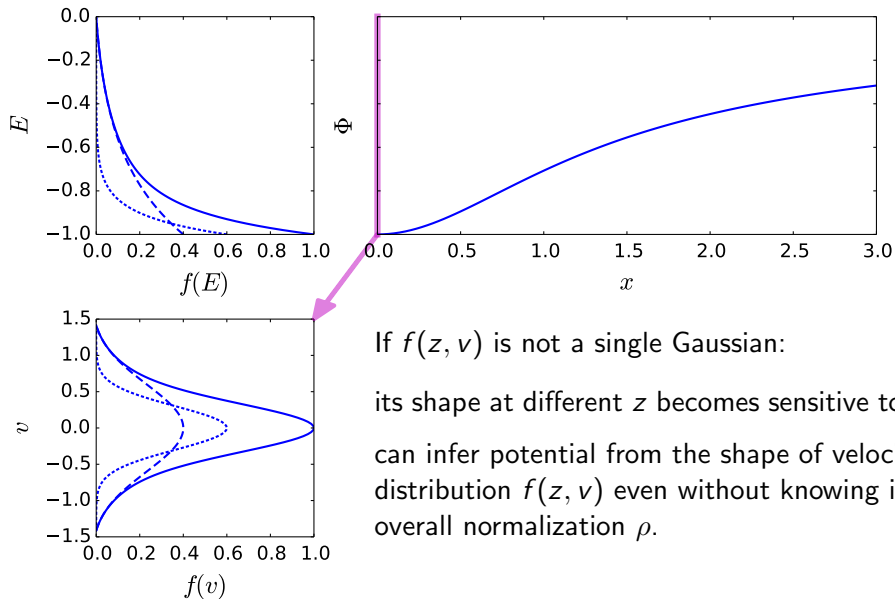 0.0
−0.2
−0.4
−0.6
−0.8
−1.0
E
0.0 0.2 0.4 0.6 0.8 1.0
f(E)
Φ
0.0 0.5 1.0 1.5 2.0 2.5 3.0
x
1.5
1.0
0.5
0.0
−0.5
−1.0
−1.5
v
0.0 0.2 0.4 0.6 0.8 1.0
f(v)
If f(z, v) is not a single Gaussian:
its shape at different z becomes sensitive to
can infer potential from the shape of
distribution f(z, v) even without knowing
overall normalization ρ.